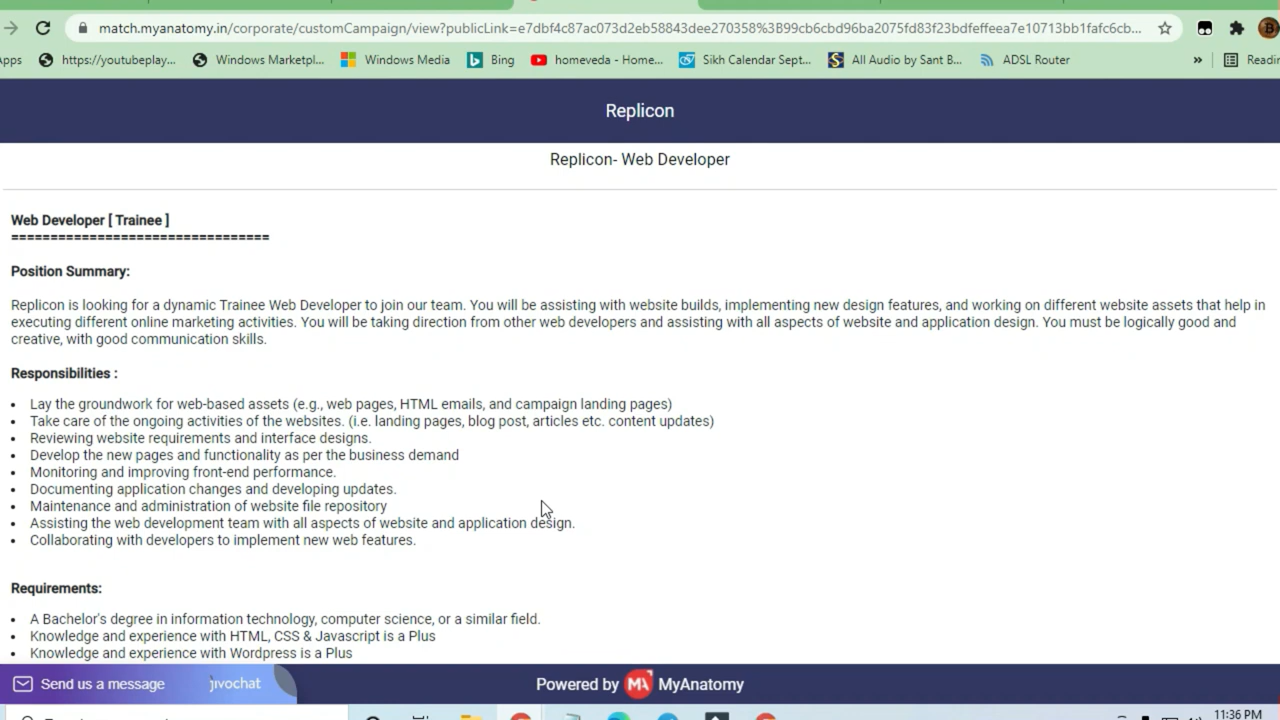 match.myanatomy.in/corporate/customCampaign/view?publicLink=e7dbf4c87ac073d2eb58843dee270358%3B99cb6cbd96ba2075fd83f23bdfeffeea7e10713bb1fafc6cb...
Apps https://youtubeplay... Windows Marketpl... Windows Media Bing homeveda - Home... Sikh Calendar Sept... All Audio by Sant B... ADSL Router »
Replicon
Replicon- Web Developer
Web Developer [ Trainee ]
=================================
Position Summary:
Replicon is looking for a dynamic Trainee Web Developer to join our team. You will be assisting with website builds, implementing new design features, and working on different website assets that help in
executing different online marketing activities. You will be taking direction from other web developers and assisting with all aspects of website and application design. You must be logically good and
creative, with good communication skills.
Responsibilities :
• Lay the groundwork for web-based assets (e.g., web pages, HTML emails, and campaign landing pages)
• Take care of the ongoing activities of the websites. (i.e. landing pages, blog post, articles etc. content updates)
• Reviewing website requirements and interface designs.
• Develop the new pages and functionality as per the business demand
• Monitoring and improving front-end performance.
• Documenting application changes and developing updates.
• Maintenance and administration of website file repository
• Assisting the web development team with all aspects of website and application design.
• Collaborating with developers to implement new web features.
Requirements:
• A Bachelor's degree in information technology, computer science, or a similar field.
• Knowledge and experience with HTML, CSS & Javascript is a Plus
• Knowledge and experience with Wordpress is a Plus
Send us a message jivochat Powered by MA MyAnatomy
11:36 PM